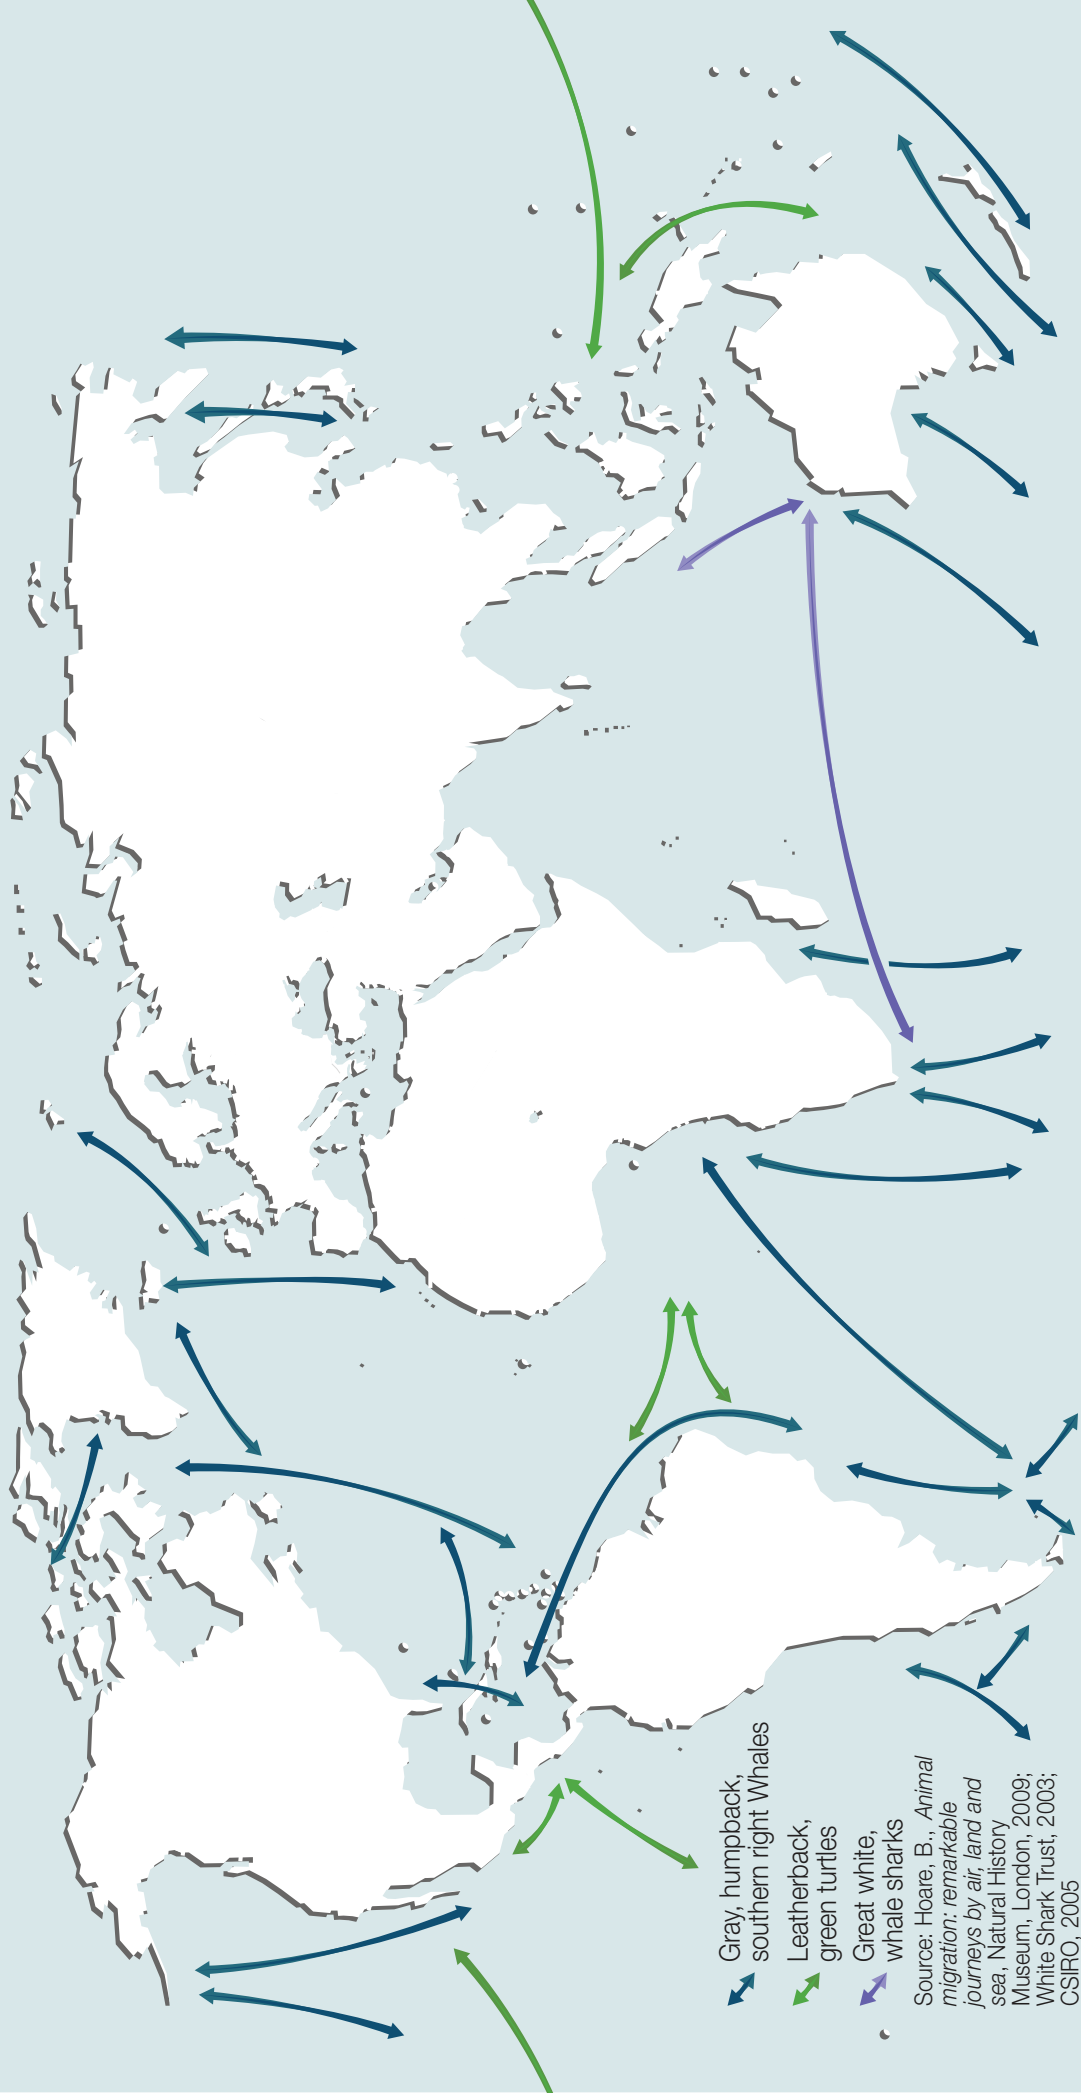 Gray, humpback,
southern right Whales
Leatherback,
green turtles
Great white,
whale sharks
Source: Hoare, B., Animal
migration: remarkable
journeys by air, land and
sea, Natural History
Museum, London, 2009;
White Shark Trust, 2003;
CSIRO, 2005